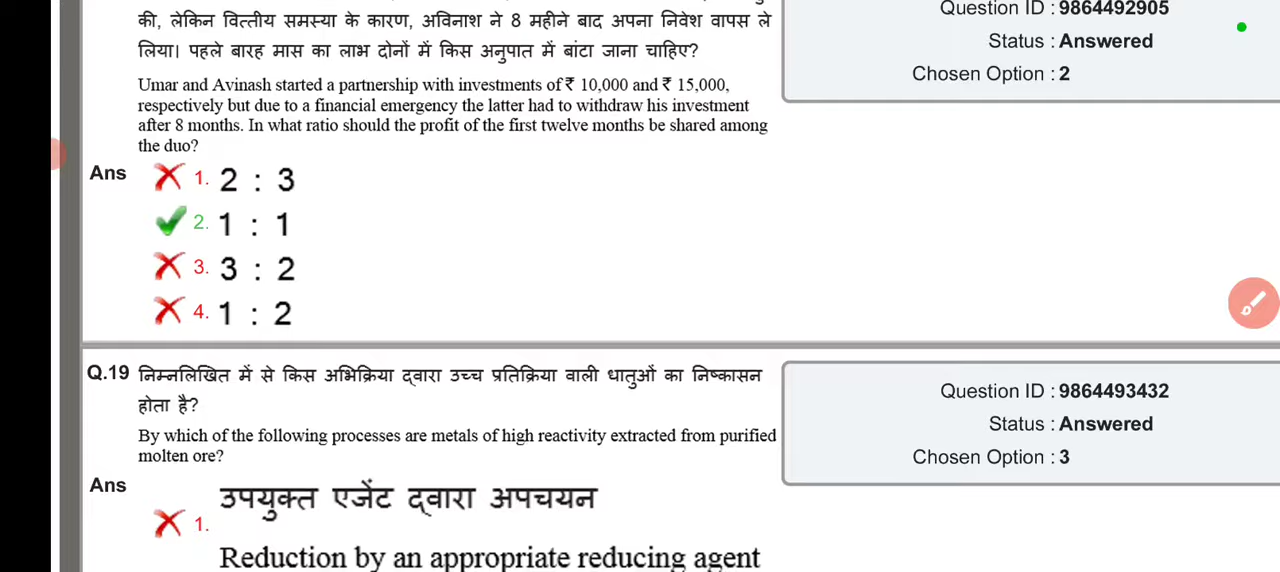 की, लेकिन वित्तीय समस्या के कारण, अविनाश ने 8 महीने बाद अपना निवेश वापस ले
लिया। पहले बारह मास का लाभ दोनों में किस अनुपात में बांटा जाना चाहिए?
Umar and Avinash started a partnership with investments of ₹ 10,000 and ₹ 15,000,
respectively but due to a financial emergency the latter had to withdraw his investment
after 8 months. In what ratio should the profit of the first twelve months be shared among
the duo?
Question ID : 9864492905
Status : Answered
Chosen Option : 2
Ans 1. 2 : 3
2. 1 : 1
3. 3 : 2
4. 1 : 2
Q.19 निम्नलिखित में से किस अभिक्रिया द्वारा उच्च प्रतिक्रिया वाली धातुओं का निष्कासन
होता है?
By which of the following processes are metals of high reactivity extracted from purified
molten ore?
Question ID : 9864493432
Status : Answered
Chosen Option : 3
Ans
1. उपयुक्त एजेंट द्वारा अपचयन
Reduction by an appropriate reducing agent